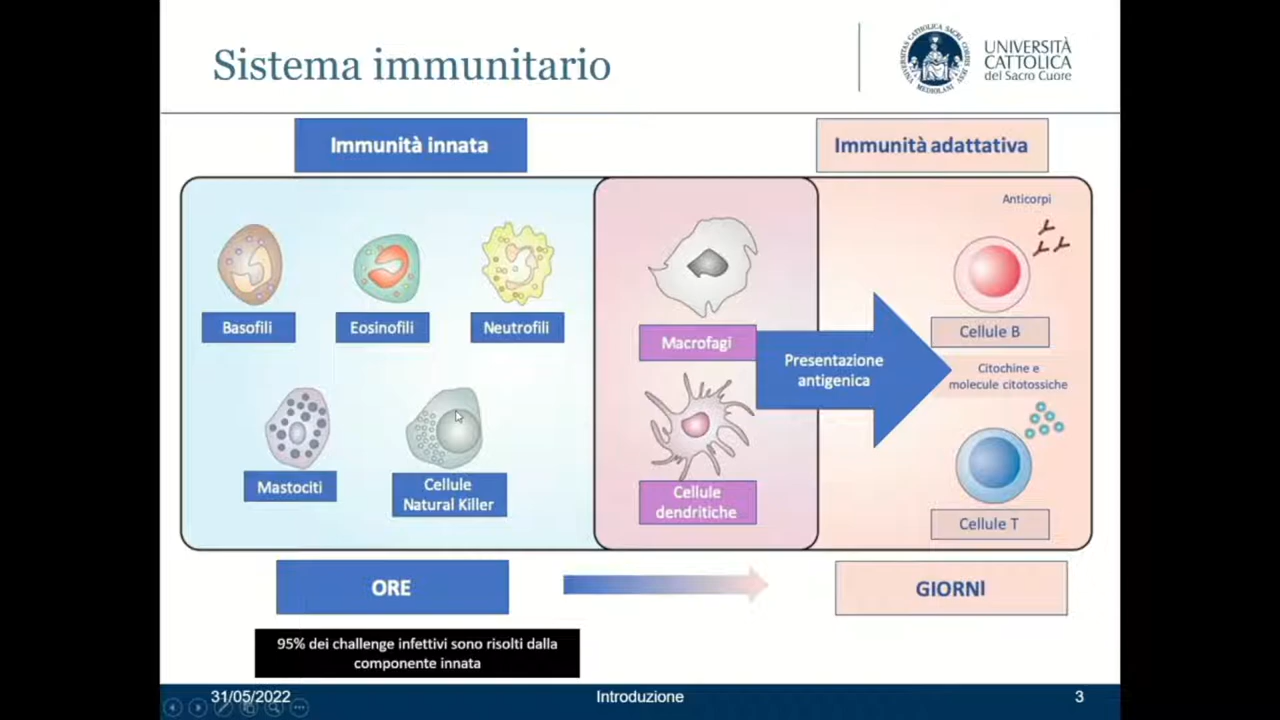 Sistema immunitario
UNIVERSITÀ
CATTOLICA
del Sacro Cuore
Immunità innata
Immunità adattativa
Anticorpi
Basofili
Eosinofili
Neutrofili
Macrofagi
Cellule B
Presentazione
antigenica
Citochine e
molecole citotossiche
Mastociti
Cellule
Natural Killer
Cellule
dendritiche
Cellule T
ORE
GIORNI
95% dei challenge infettivi sono risolti dalla
componente innata
31/05/2022
Introduzione
3